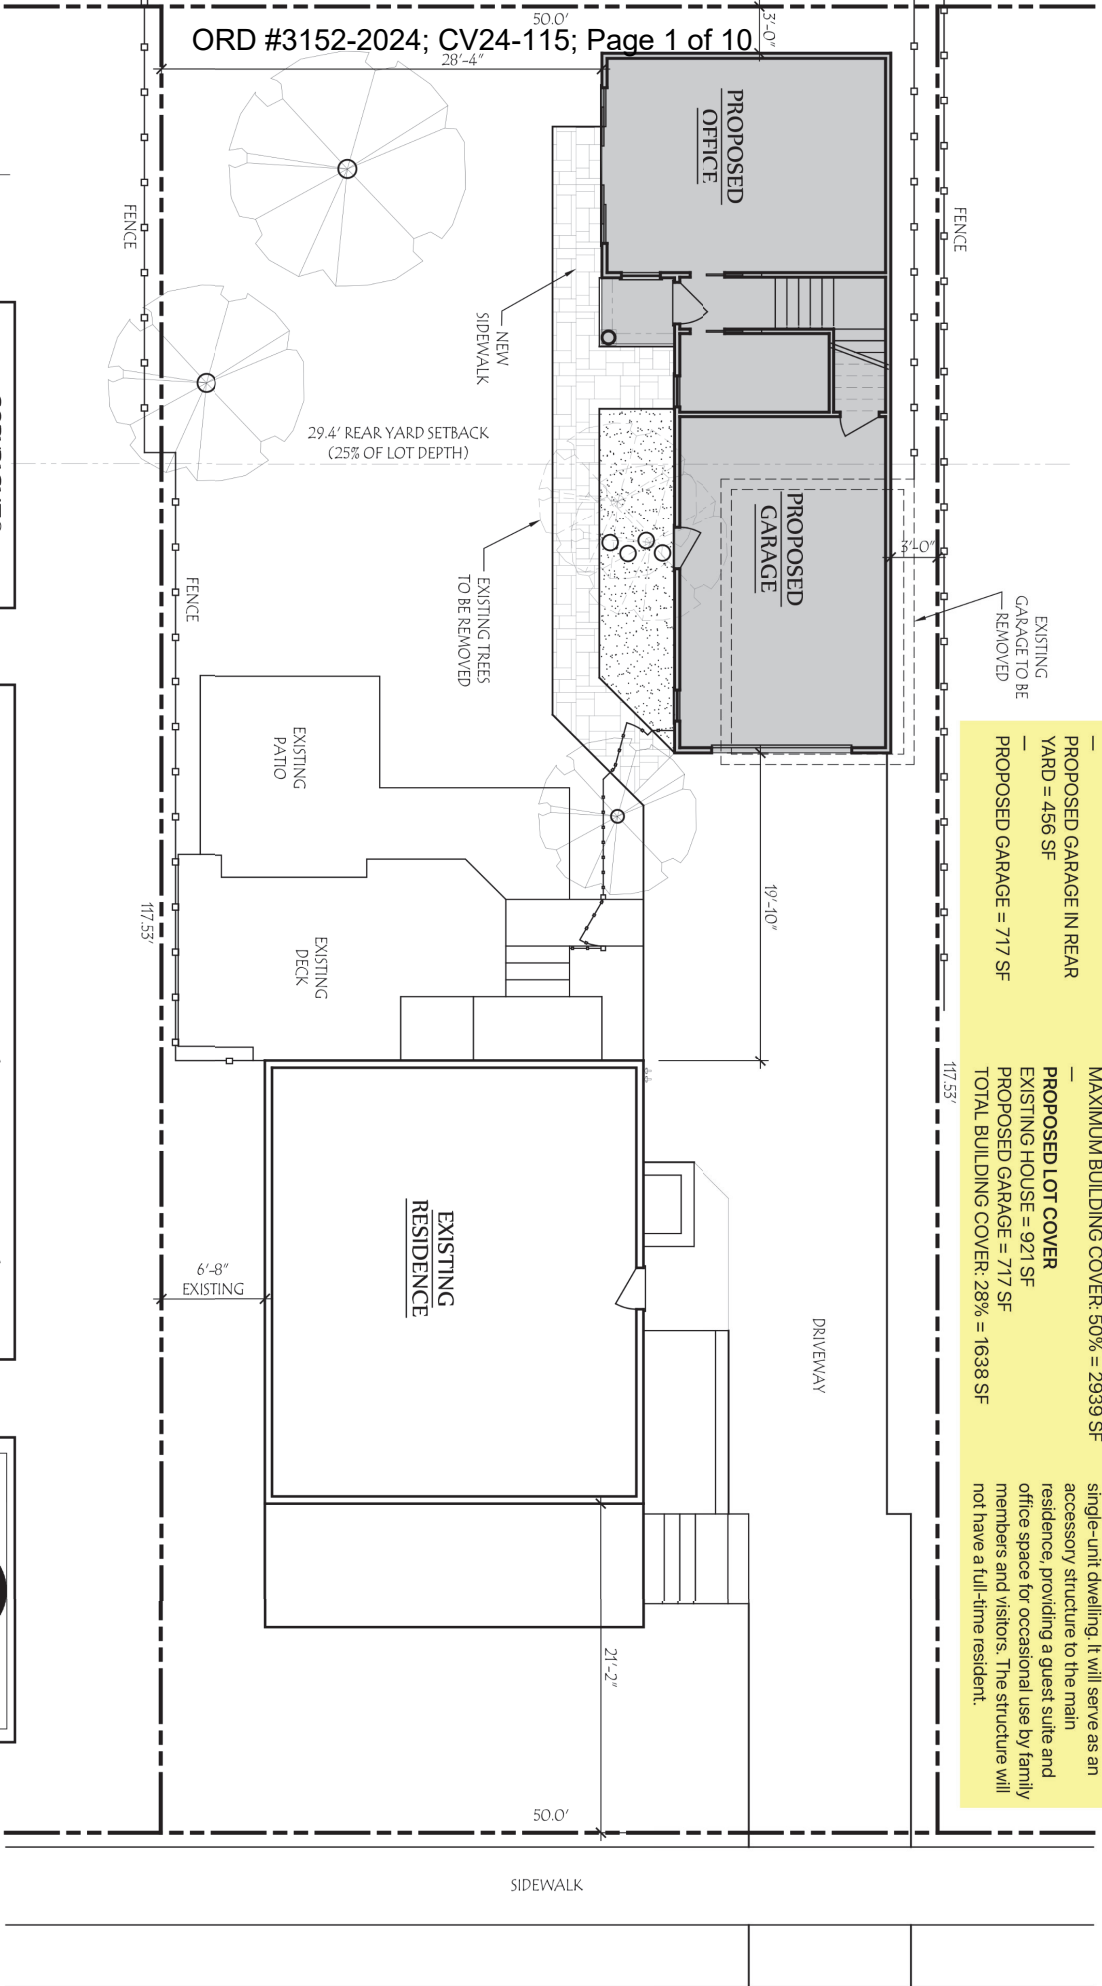 50.0'
ORD #3152-2024; CV24-115; Page 1 of 10
3'-0"
28'-4"
PROPOSED
OFFICE
FENCE
FENCE
NEW
SIDEWALK
29.4' REAR YARD SETBACK
(25% OF LOT DEPTH)
PROPOSED
GARAGE
3'-0"
EXISTING
GARAGE TO BE
REMOVED
EXISTING TREES
TO BE REMOVED
FENCE
EXISTING
PATIO
—
PROPOSED GARAGE IN REAR
YARD = 456 SF
—
PROPOSED GARAGE = 717 SF
19'-10"
117.53'
EXISTING
DECK
117.53'
MAXIMUM BUILDING COVER: 50% = 2939 SF
—
PROPOSED LOT COVER
EXISTING HOUSE = 921 SF
PROPOSED GARAGE = 717 SF
TOTAL BUILDING COVER: 28% = 1638 SF
EXISTING
RESIDENCE
6'-8"
EXISTING
DRIVEWAY
single-unit dwelling. It will serve as an
accessory structure to the main
residence, providing a guest suite and
office space for occasional use by family
members and visitors. The structure will
not have a full-time resident.
21'-2"
50.0'
SIDEWALK